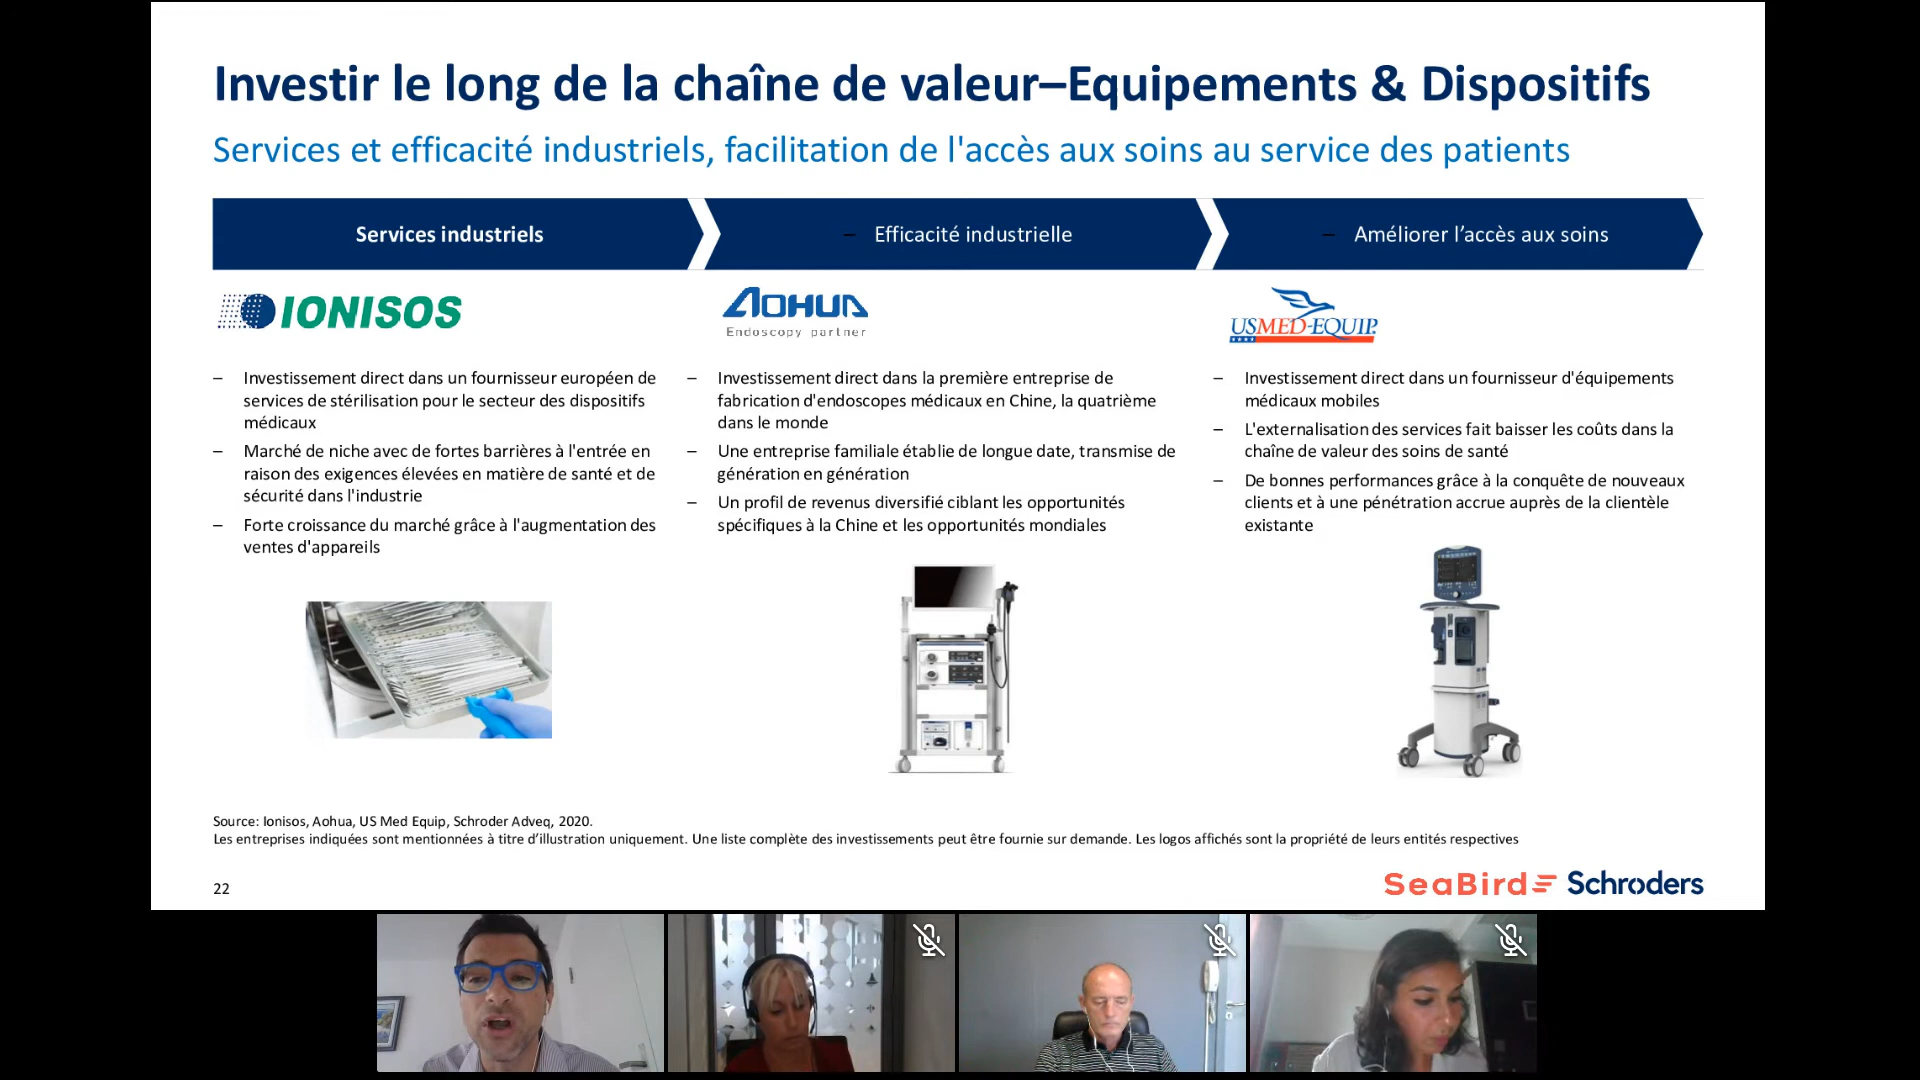 Investir le long de la chaîne de valeur–Equipements & Dispositifs
Services et efficacité industriels, facilitation de l'accès aux soins au service des patients
Services industriels
– Efficacité industrielle
– Améliorer l’accès aux soins
IONISOS
– Investissement direct dans un fournisseur européen de
services de stérilisation pour le secteur des dispositifs
médicaux
– Marché de niche avec de fortes barrières à l'entrée en
raison des exigences élevées en matière de santé et de
sécurité dans l'industrie
– Forte croissance du marché grâce à l'augmentation des
ventes d'appareils
AOHUA
Endoscopy partner
– Investissement direct dans la première entreprise de
fabrication d'endoscopes médicaux en Chine, la quatrième
dans le monde
– Une entreprise familiale établie de longue date, transmise de
génération en génération
– Un profil de revenus diversifié ciblant les opportunités
spécifiques à la Chine et les opportunités mondiales
USMED-EQUIP
– Investissement direct dans un fournisseur d'équipements
médicaux mobiles
– L'externalisation des services fait baisser les coûts dans la
chaîne de valeur des soins de santé
– De bonnes performances grâce à la conquête de nouveaux
clients et à une pénétration accrue auprès de la clientèle
existante
Source: Ionisos, Aohua, US Med Equip, Schroder Adveq, 2020.
Les entreprises indiquées sont mentionnées à titre d’illustration uniquement. Une liste complète des investissements peut être fournie sur demande. Les logos affichés sont la propriété de leurs entités respectives
22
SeaBird Schroders